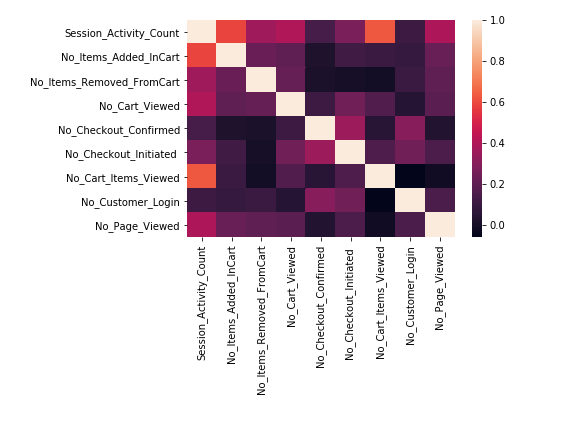 Session_Activity_Count
No_Items_Added_InCart
No_Items_Removed_FromCart
No_Cart_Viewed
No_Checkout_Confirmed
No_Checkout_Initiated
No_Cart_Items_Viewed
No_Customer_Login
No_Page_Viewed
1.0
0.8
0.6
0.4
0.2
0.0
Session_Activity_Count
No_Items_Added_InCart
No_Items_Removed_FromCart
No_Cart_Viewed
No_Checkout_Confirmed
No_Checkout_Initiated
No_Cart_Items_Viewed
No_Customer_Login
No_Page_Viewed